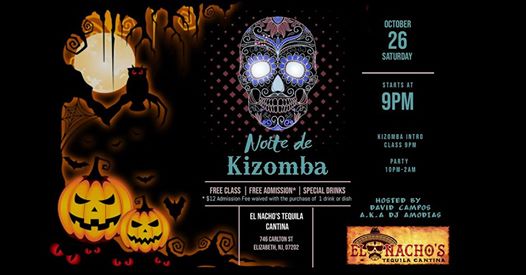 Noite de
Kizomba
FREE CLASS | FREE ADMISSION* | SPECIAL DRINKS
* $12 Admission Fee waived with the purchase of 1 drink or dish
EL NACHO'S TEQUILA
CANTINA
746 CARLTON ST
ELIZABETH, NJ, 07202
OCTOBER
26
SATURDAY
STARTS AT
9PM
KIZOMBA INTRO
CLASS 9PM
PARTY
10PM-2AM
HOSTED BY
DAVID CAMPOS
A.K.A DJ AMODIAS
EL NACHO'S
TEQUILA CANTINA